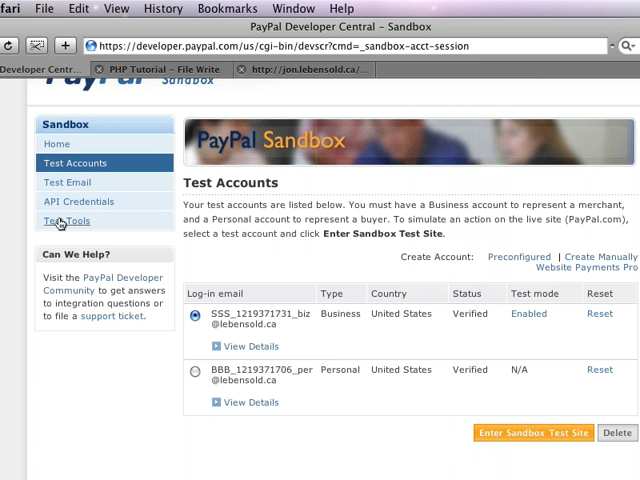 fari File Edit View History Bookmarks Window Help
PayPal Developer Central – Sandbox
https://developer.paypal.com/us/cgi-bin/devscr?cmd=_sandbox-acct-session
Developer Centr... PHP Tutorial – File Write http://jon.lebensold.ca/...
PayPal Sandbox
Sandbox
Home
Test Accounts
Test Email
API Credentials
Test Tools
Can We Help?
Visit the PayPal Developer
Community to get answers
to integration questions or
to file a support ticket.
PayPal Sandbox
Test Accounts
Your test accounts are listed below. You must have a Business account to represent a merchant,
and a Personal account to represent a buyer. To simulate an action on the live site (PayPal.com),
select a test account and click Enter Sandbox Test Site.
Create Account: Preconfigured | Create Manually
Website Payments Pro
Log-in email Type Country Status Test mode Reset
SSS_1219371731_biz Business United States Verified Enabled Reset
@lebensold.ca
View Details
BBB_1219371706_per Personal United States Verified N/A Reset
@lebensold.ca
View Details
Enter Sandbox Test Site Delete